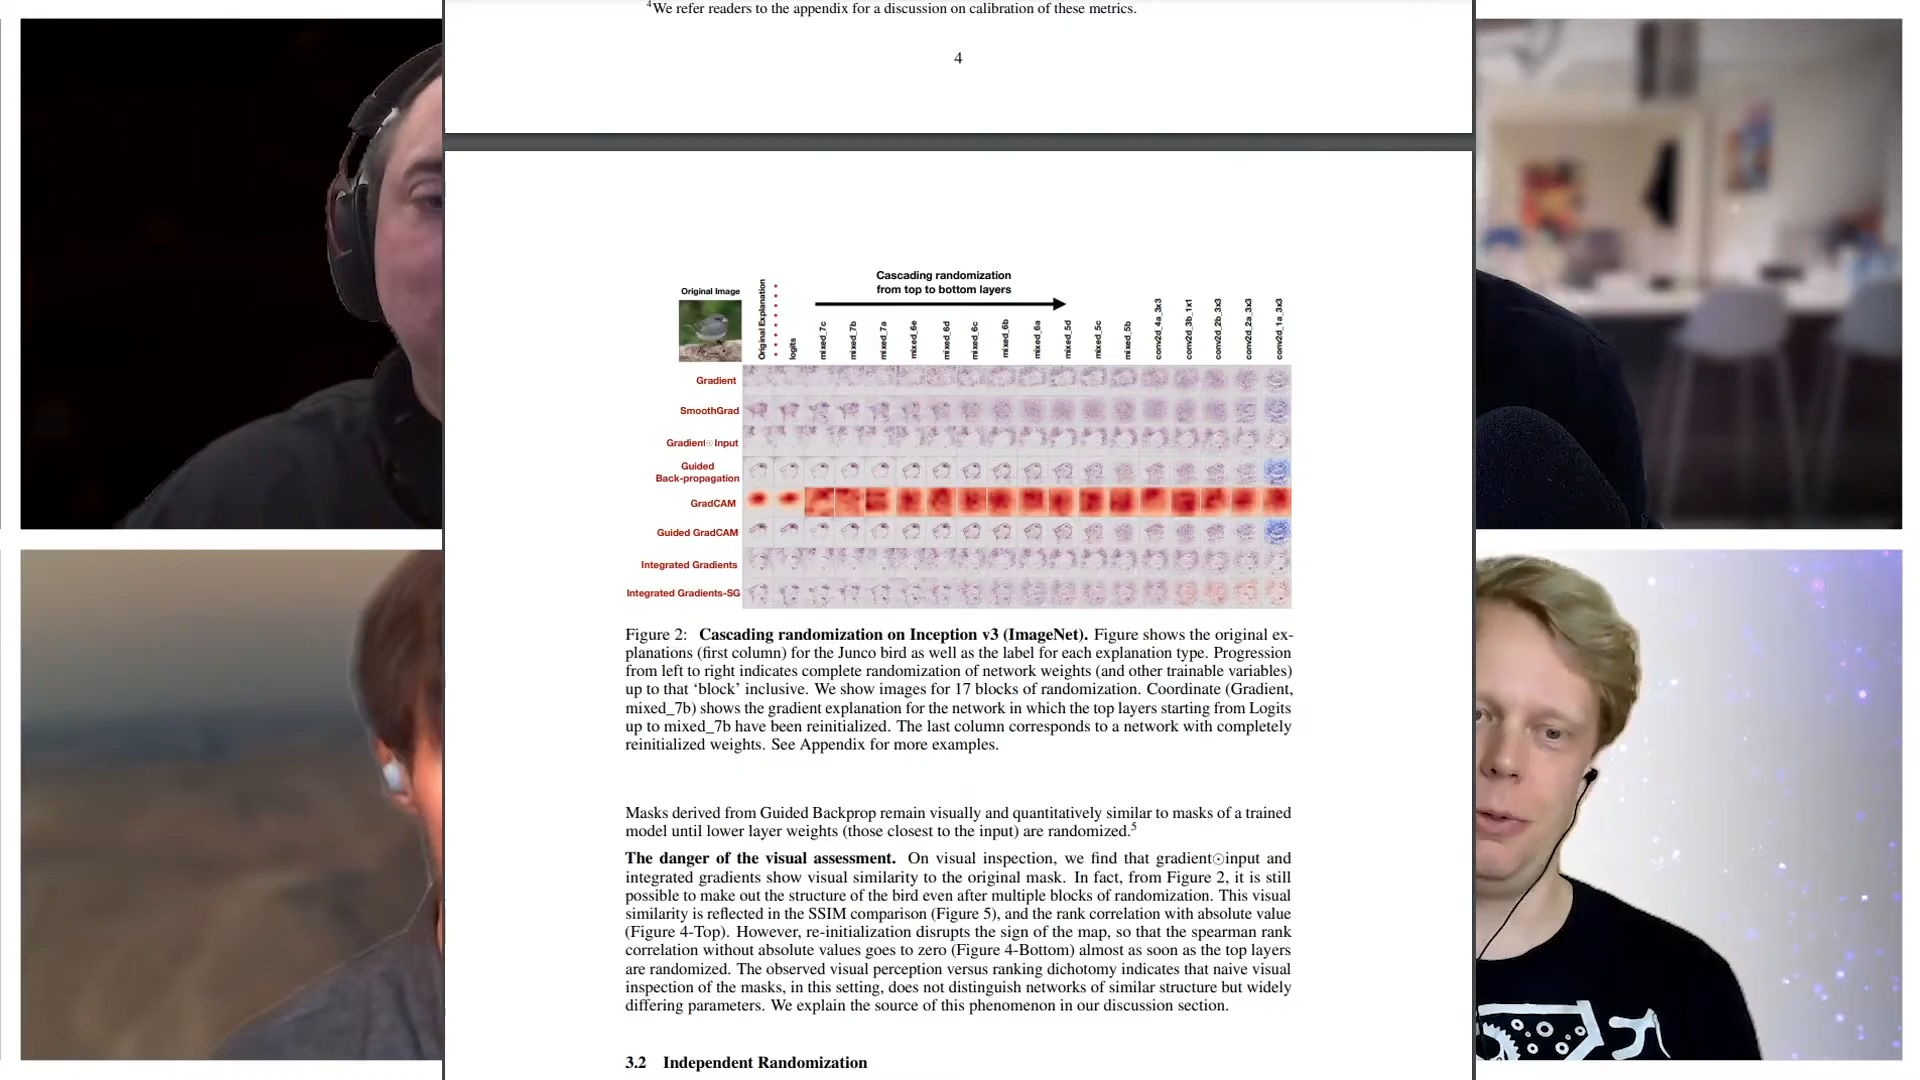 ⁴We refer readers to the appendix for a discussion on calibration of these metrics.
4
Cascading randomization
from top to bottom layers
Original Image
Original Explanation
logits
mixed_7c
mixed_7b
mixed_7a
mixed_6e
mixed_6d
mixed_6c
mixed_6b
mixed_6a
mixed_5d
mixed_5c
mixed_5b
conv2d_4a_3x3
conv2d_3b_1x1
conv2d_2b_3x3
conv2d_2a_3x3
conv2d_1a_3x3
Gradient
SmoothGrad
Gradient☉Input
Guided
Back-propagation
GradCAM
Guided GradCAM
Integrated Gradients
Integrated Gradients-SG
Figure 2: Cascading randomization on Inception v3 (ImageNet). Figure shows the original ex-
planations (first column) for the Junco bird as well as the label for each explanation type. Progression
from left to right indicates complete randomization of network weights (and other trainable variables)
up to that ‘block’ inclusive. We show images for 17 blocks of randomization. Coordinate (Gradient,
mixed_7b) shows the gradient explanation for the network in which the top layers starting from Logits
up to mixed_7b have been reinitialized. The last column corresponds to a network with completely
reinitialized weights. See Appendix for more examples.
Masks derived from Guided Backprop remain visually and quantitatively similar to masks of a trained
model until lower layer weights (those closest to the input) are randomized.⁵
The danger of the visual assessment. On visual inspection, we find that gradient☉input and
integrated gradients show visual similarity to the original mask. In fact, from Figure 2, it is still
possible to make out the structure of the bird even after multiple blocks of randomization. This visual
similarity is reflected in the SSIM comparison (Figure 5), and the rank correlation with absolute value
(Figure 4-Top). However, re-initialization disrupts the sign of the map, so that the spearman rank
correlation without absolute values goes to zero (Figure 4-Bottom) almost as soon as the top layers
are randomized. The observed visual perception versus ranking dichotomy indicates that naive visual
inspection of the masks, in this setting, does not distinguish networks of similar structure but widely
differing parameters. We explain the source of this phenomenon in our discussion section.
3.2 Independent Randomization